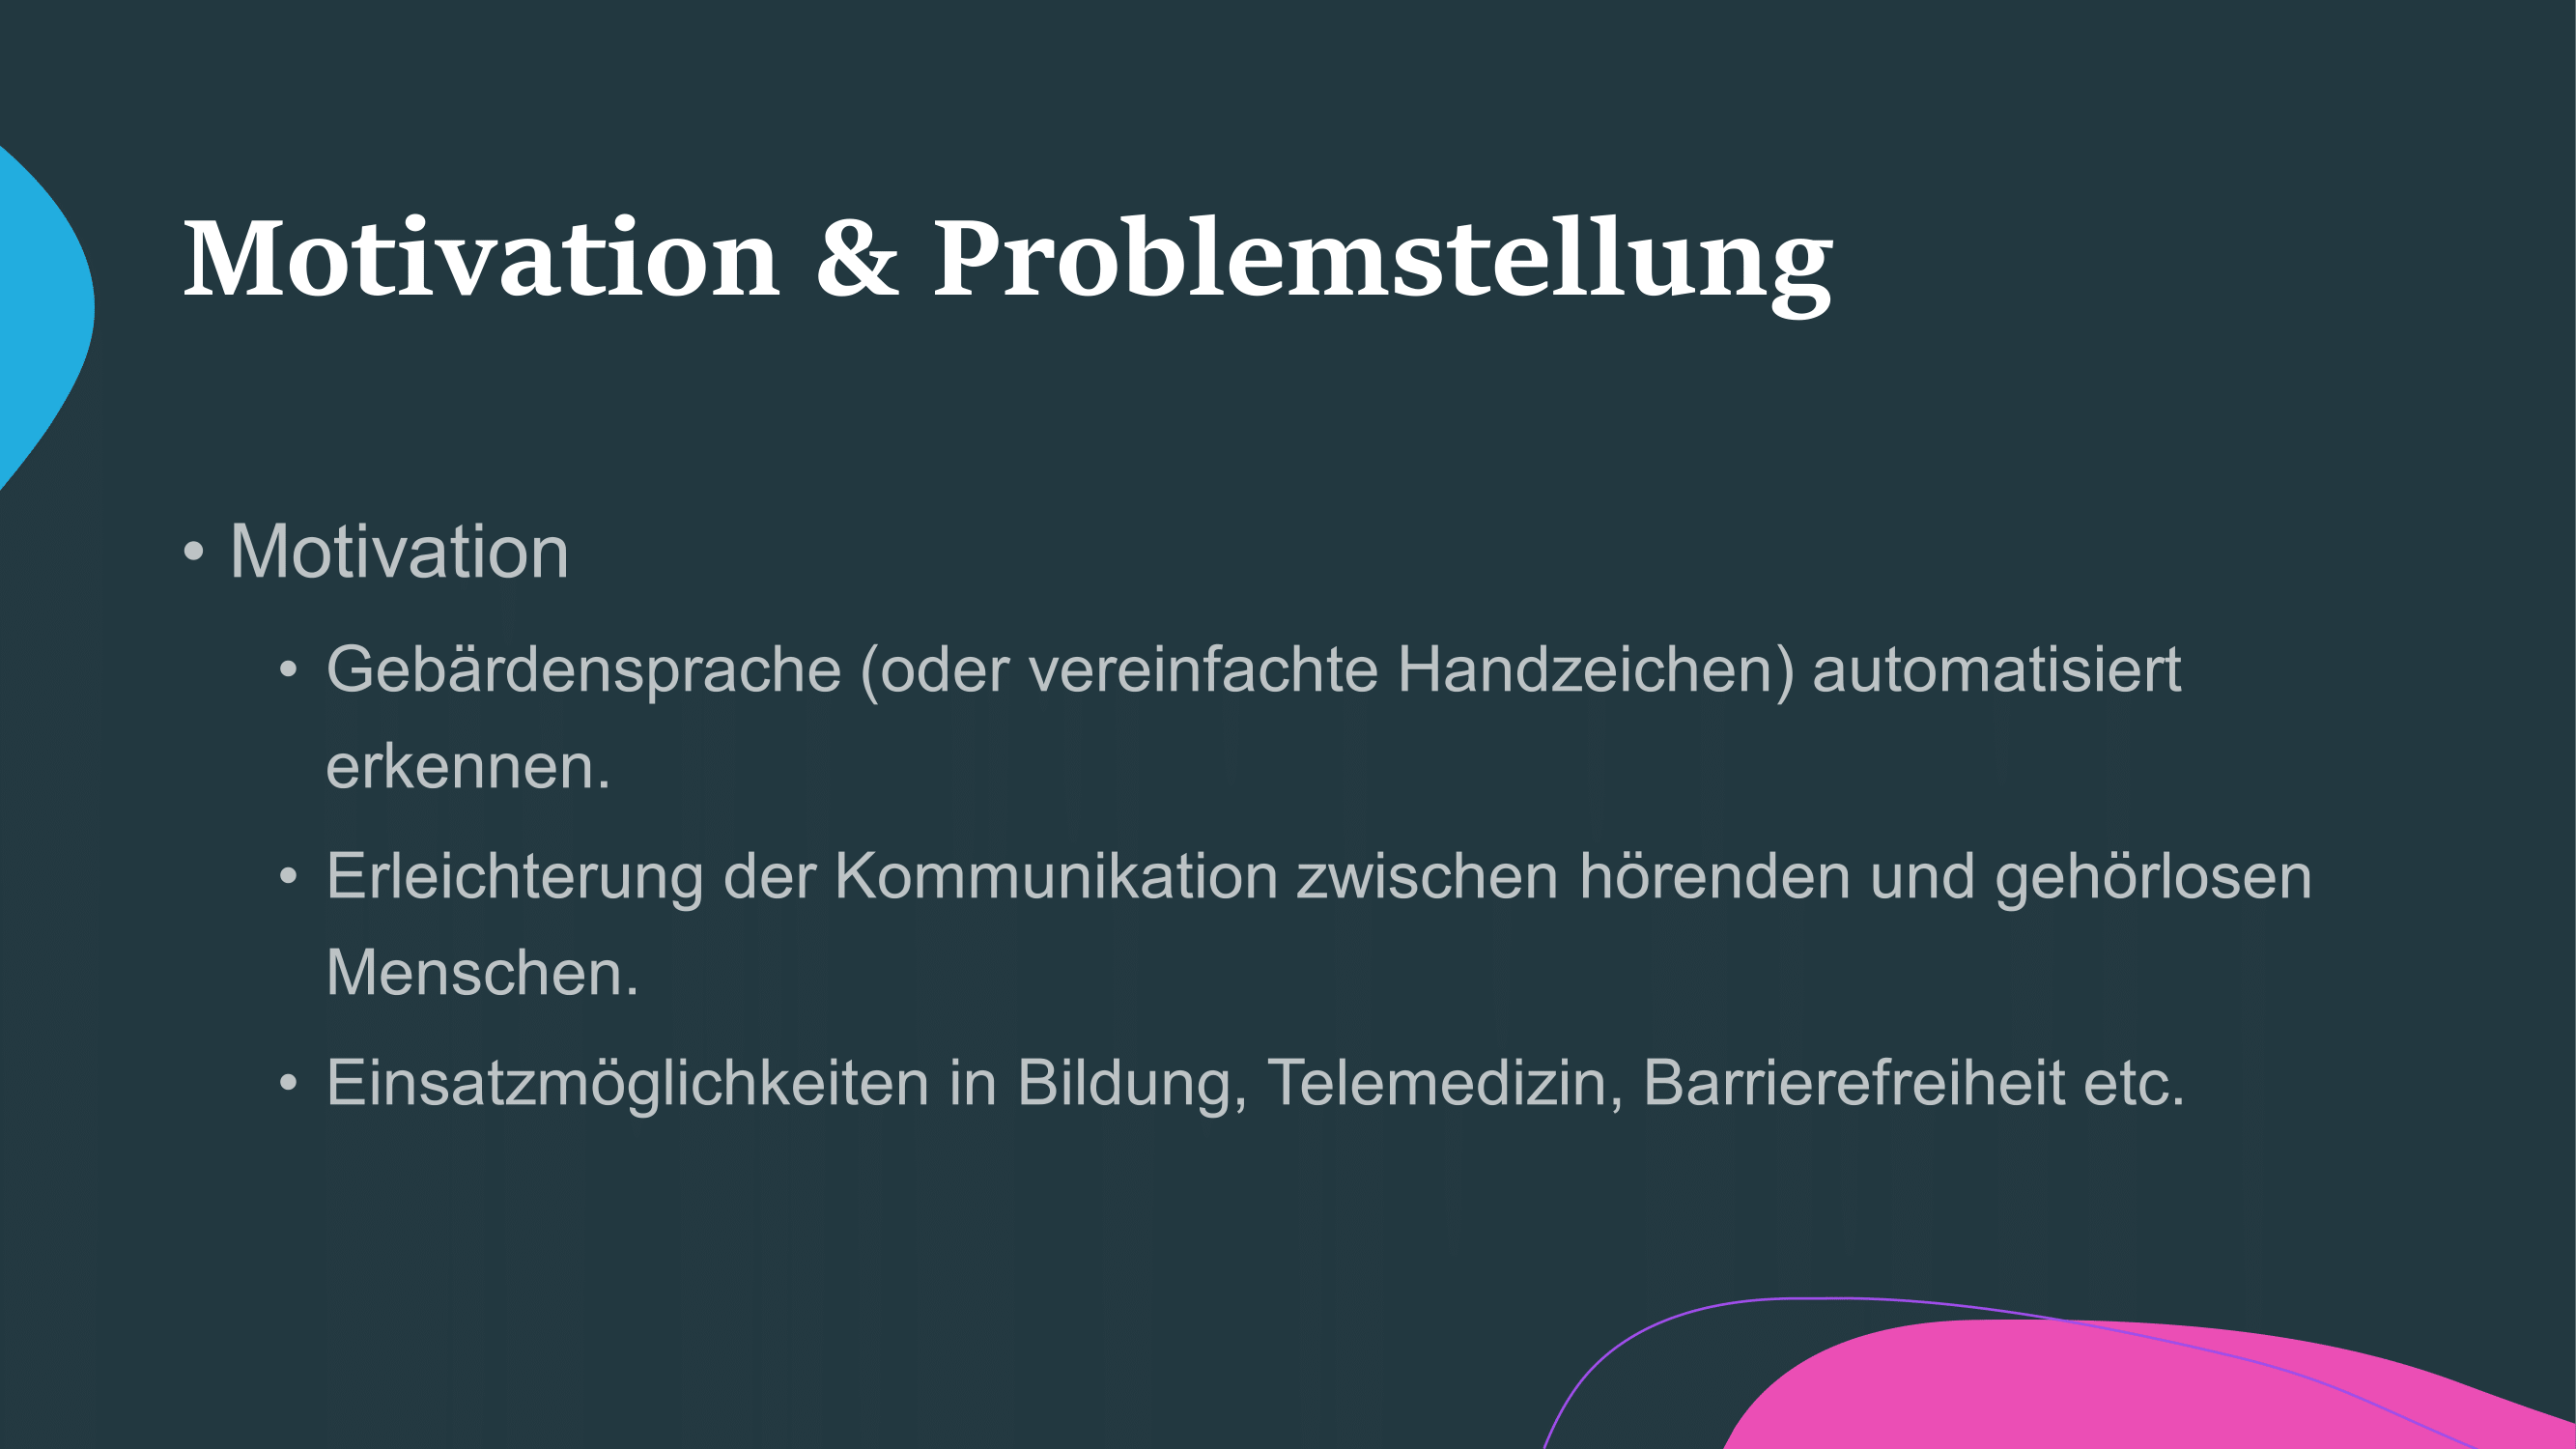 Motivation & Problemstellung
• Motivation
• Gebärdensprache (oder vereinfachte Handzeichen) automatisiert
erkennen.
• Erleichterung der Kommunikation zwischen hörenden und gehörlosen
Menschen.
• Einsatzmöglichkeiten in Bildung, Telemedizin, Barrierefreiheit etc.